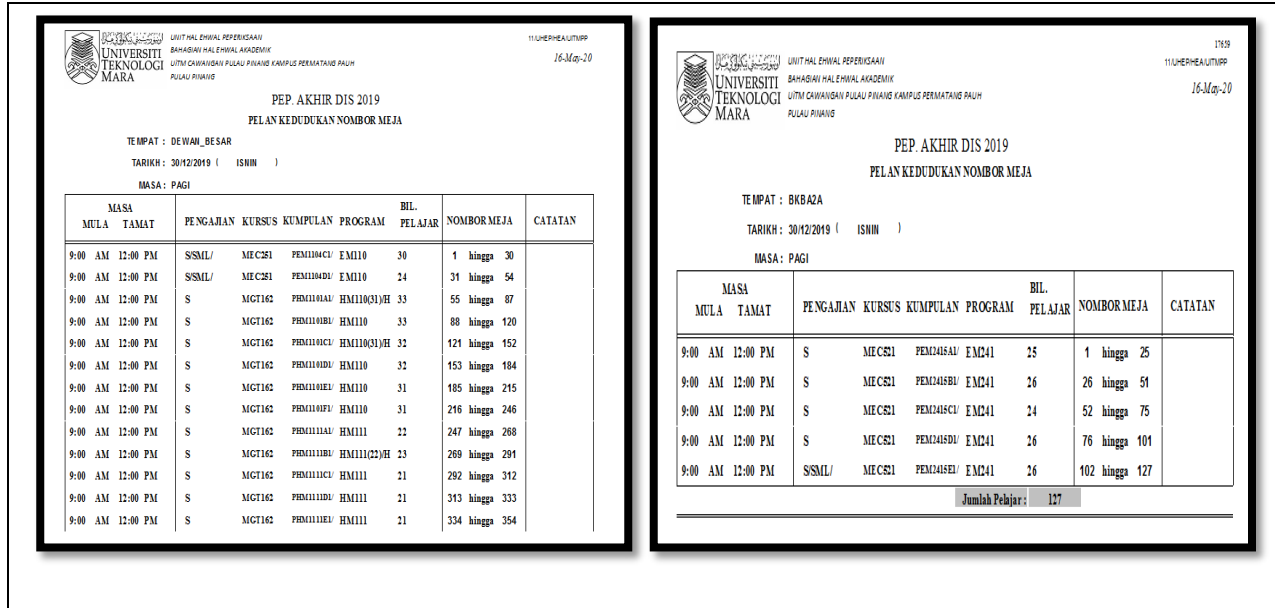 UNIT HAL EHWAL PEPERIKSAAN
BAHAGIAN HAL EHWAL AKADEMIK
UiTM CAWANGAN PULAU PINANG KAMPUS PERMATANG PAUH
PULAU PINANG
UNIVERSITI
TEKNOLOGI
MARA
11/UHEP/HEA/UITMPP
16-May-20
PEP. AKHIR DIS 2019
PELAN KEDUDUKAN NOMBOR MEJA
TEMPAT : DEWAN_BESAR
TARIKH : 30/12/2019 ( ISNIN )
MASA : PAGI
MASA BIL.
MULA TAMAT PENGAJIAN KURSUS KUMPULAN PROGRAM PELAJAR NOMBOR MEJA CATATAN
9:00 AM 12:00 PM S/SML/ MEC251 PEM1104C1/ EM110 30 1 hingga 30
9:00 AM 12:00 PM S/SML/ MEC251 PEM1104D1/ EM110 24 31 hingga 54
9:00 AM 12:00 PM S MGT162 PHM1101A1/ HM110(31)/H 33 55 hingga 87
9:00 AM 12:00 PM S MGT162 PHM1101B1/ HM110 33 88 hingga 120
9:00 AM 12:00 PM S MGT162 PHM1101C1/ HM110(31)/H 32 121 hingga 152
9:00 AM 12:00 PM S MGT162 PHM1101D1/ HM110 32 153 hingga 184
9:00 AM 12:00 PM S MGT162 PHM1101E1/ HM110 31 185 hingga 215
9:00 AM 12:00 PM S MGT162 PHM1101F1/ HM110 31 216 hingga 246
9:00 AM 12:00 PM S MGT162 PHM1111A1/ HM111 22 247 hingga 268
9:00 AM 12:00 PM S MGT162 PHM1111B1/ HM111(22)/H 23 269 hingga 291
9:00 AM 12:00 PM S MGT162 PHM1111C1/ HM111 21 292 hingga 312
9:00 AM 12:00 PM S MGT162 PHM1111D1/ HM111 21 313 hingga 333
9:00 AM 12:00 PM S MGT162 PHM1111E1/ HM111 21 334 hingga 354
17659
UNIT HAL EHWAL PEPERIKSAAN
BAHAGIAN HAL EHWAL AKADEMIK
UiTM CAWANGAN PULAU PINANG KAMPUS PERMATANG PAUH
PULAU PINANG
UNIVERSITI
TEKNOLOGI
MARA
11/UHEP/HEA/UITMPP
16-May-20
PEP. AKHIR DIS 2019
PELAN KEDUDUKAN NOMBOR MEJA
TEMPAT : BKBA2A
TARIKH : 30/12/2019 ( ISNIN )
MASA : PAGI
MASA BIL.
MULA TAMAT PENGAJIAN KURSUS KUMPULAN PROGRAM PELAJAR NOMBOR MEJA CATATAN
9:00 AM 12:00 PM S MEC521 PEM2415A1/ EM241 25 1 hingga 25
9:00 AM 12:00 PM S MEC521 PEM2415B1/ EM241 26 26 hingga 51
9:00 AM 12:00 PM S MEC521 PEM2415C1/ EM241 24 52 hingga 75
9:00 AM 12:00 PM S MEC521 PEM2415D1/ EM241 26 76 hingga 101
9:00 AM 12:00 PM S/SML/ MEC521 PEM2415E1/ EM241 26 102 hingga 127
Jumlah Pelajar : 127